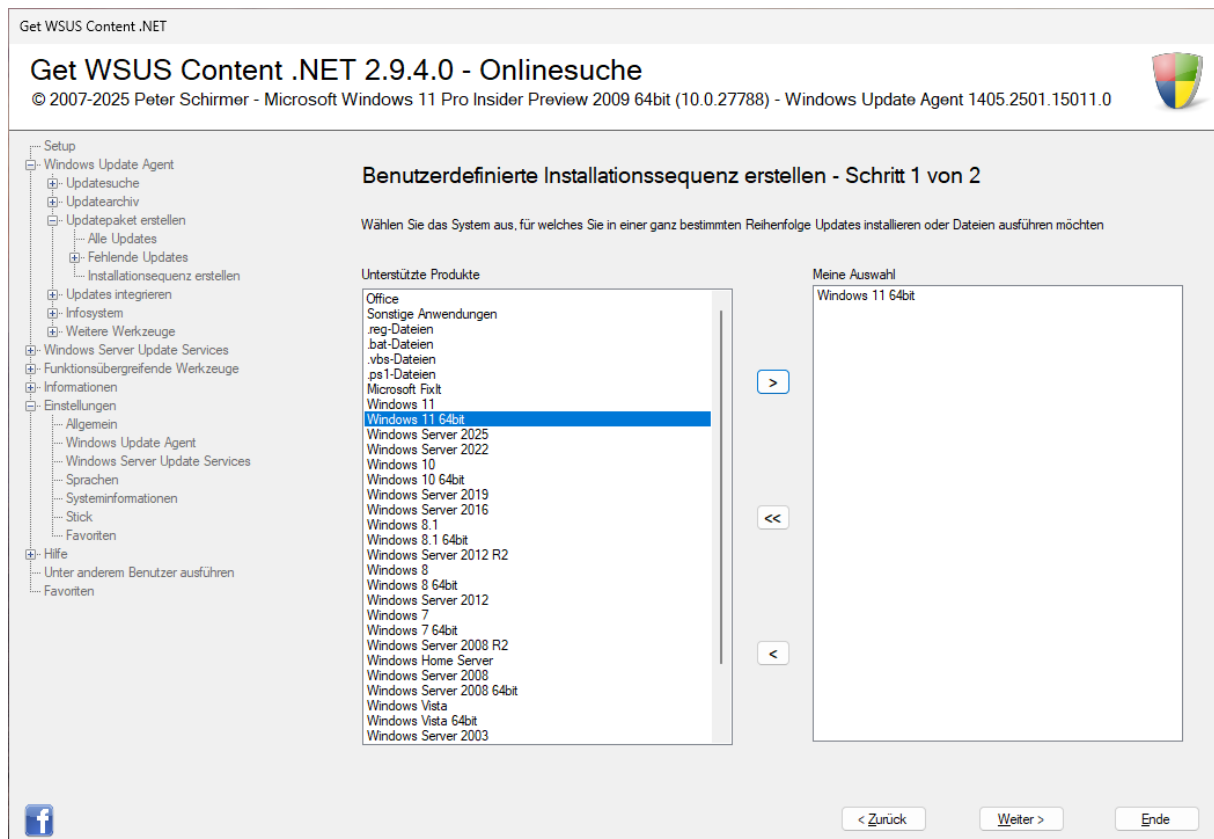 Get WSUS Content .NET
Get WSUS Content .NET 2.9.4.0 - Onlinesuche
© 2007-2025 Peter Schirmer - Microsoft Windows 11 Pro Insider Preview 2009 64bit (10.0.27788) - Windows Update Agent 1405.2501.15011.0
Setup
Windows Update Agent
Updatesuche
Updatearchiv
Updatepaket erstellen
Alle Updates
Fehlende Updates
Installationsequenz erstellen
Updates integrieren
Infosystem
Weitere Werkzeuge
Windows Server Update Services
Funktionsübergreifende Werkzeuge
Informationen
Einstellungen
Allgemein
Windows Update Agent
Windows Server Update Services
Sprachen
Systeminformationen
Stick
Favoriten
Hilfe
Unter anderem Benutzer ausführen
Favoriten
Benutzerdefinierte Installationssequenz erstellen - Schritt 1 von 2
Wählen Sie das System aus, für welches Sie in einer ganz bestimmten Reihenfolge Updates installieren oder Dateien ausführen möchten
Unterstützte Produkte
Office
Sonstige Anwendungen
.reg-Dateien
.bat-Dateien
.vbs-Dateien
.ps1-Dateien
Microsoft FixIt
Windows 11
Windows 11 64bit
Windows Server 2025
Windows Server 2022
Windows 10
Windows 10 64bit
Windows Server 2019
Windows Server 2016
Windows 8.1
Windows 8.1 64bit
Windows Server 2012 R2
Windows 8
Windows 8 64bit
Windows Server 2012
Windows 7
Windows 7 64bit
Windows Server 2008 R2
Windows Home Server
Windows Server 2008
Windows Server 2008 64bit
Windows Vista
Windows Vista 64bit
Windows Server 2003
>
<<
<
Meine Auswahl
Windows 11 64bit
f
< Zurück
Weiter >
Ende